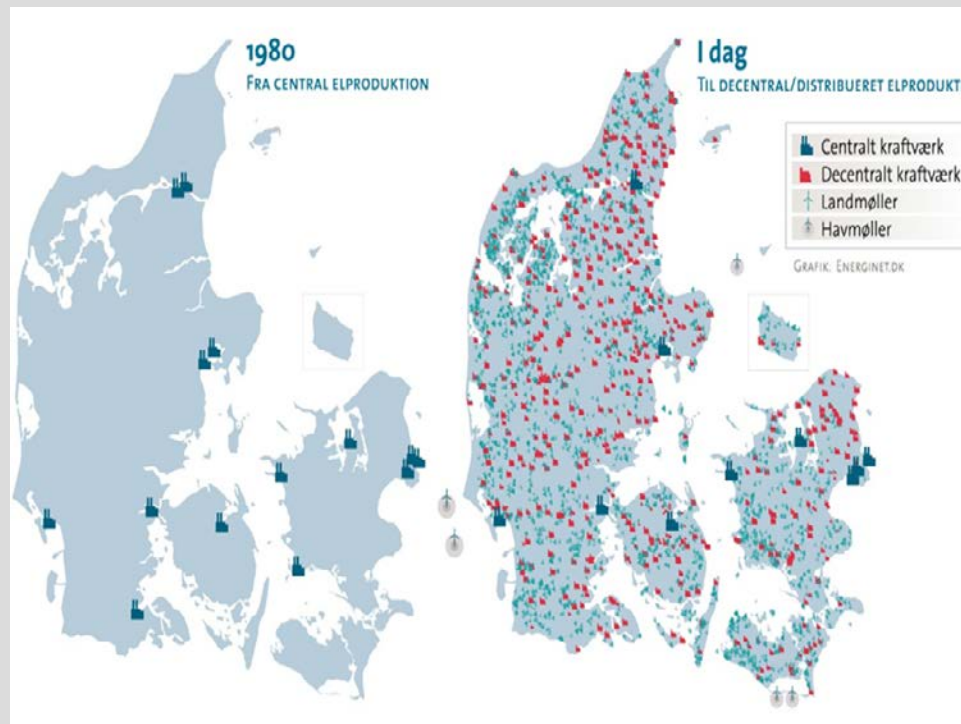 1980
FRA CENTRAL ELPRODUKTION
I dag
TIL DECENTRAL/DISTRIBUERET ELPRODUKT
Centralt kraftværk
Decentralt kraftværk
Landmøller
Havmøller
GRAFIK: ENERGINET.DK